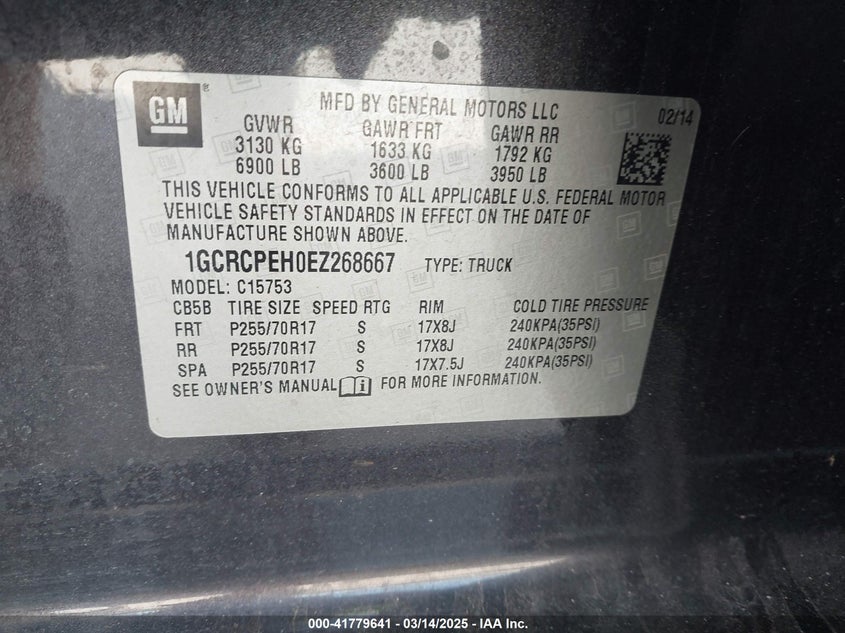 GM ®
MFD BY GENERAL MOTORS LLC 02/14
GVWR GAWR FRT GAWR RR
3130 KG 1633 KG 1792 KG
6900 LB 3600 LB 3950 LB
THIS VEHICLE CONFORMS TO ALL APPLICABLE U.S. FEDERAL MOTOR
VEHICLE SAFETY STANDARDS IN EFFECT ON THE DATE OF
MANUFACTURE SHOWN ABOVE.
1GCRCPEH0EZ268667 TYPE: TRUCK
MODEL: C15753
CB5B TIRE SIZE SPEED RTG RIM COLD TIRE PRESSURE
FRT P255/70R17 S 17X8J 240KPA(35PSI)
RR P255/70R17 S 17X8J 240KPA(35PSI)
SPA P255/70R17 S 17X7.5J 240KPA(35PSI)
SEE OWNER'S MANUAL i FOR MORE INFORMATION.
000-41779641 - 03/14/2025 - IAA Inc.